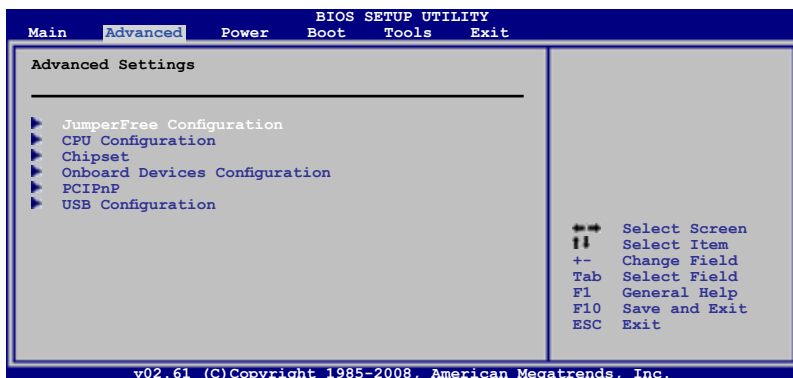 BIOS SETUP UTILITY
Main Advanced Power Boot Tools Exit
Advanced Settings
JumperFree Configuration
CPU Configuration
Chipset
Onboard Devices Configuration
PCIPnP
USB Configuration
Select Screen
Select Item
+- Change Field
Tab Select Field
F1 General Help
F10 Save and Exit
ESC Exit
v02.61 (C)Copyright 1985-2008, American Megatrends, Inc.